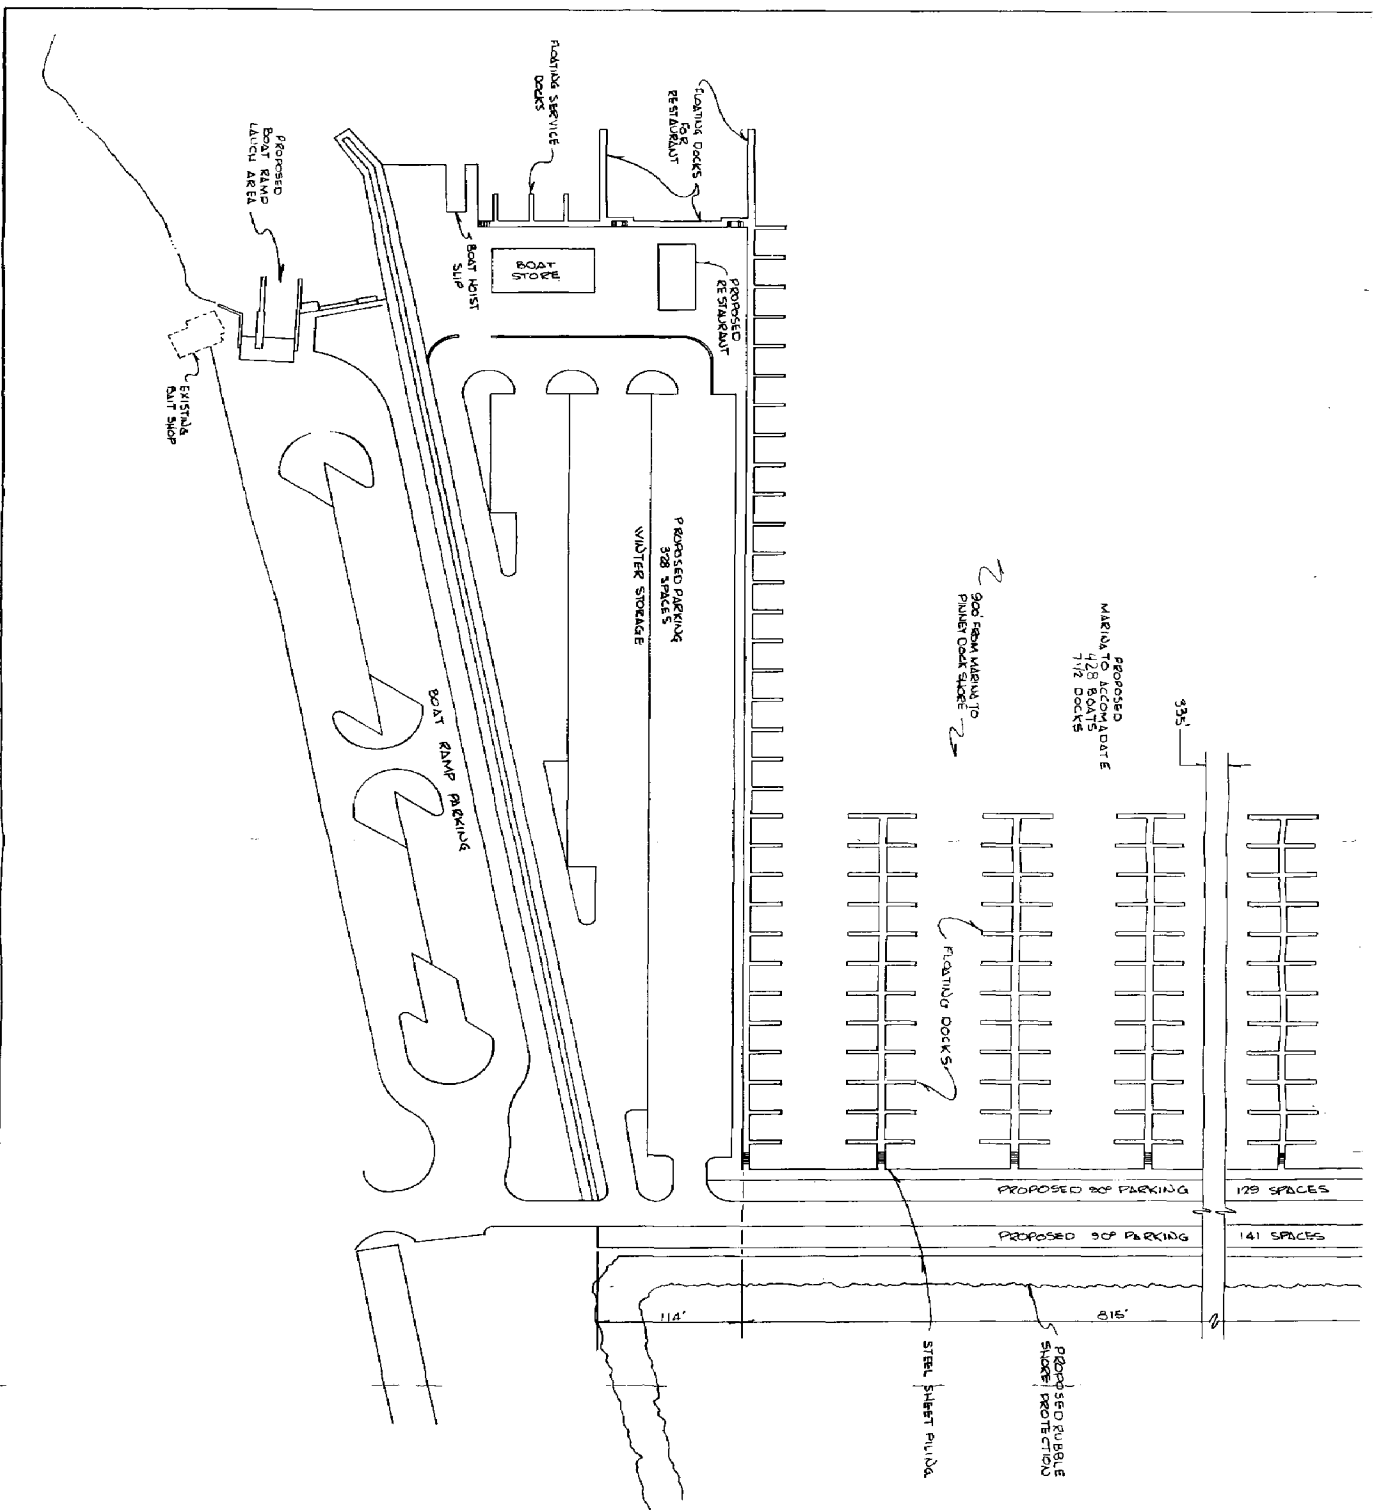 FLOATING SERVICE
DOCKS
FLOATING DOCKS
FOR
RESTAURANT
PROPOSED
BOAT RAMP
LAUCH AREA
BOAT HOIST
SLIP
BOAT
STORE
PROPOSED
RESTAURANT
EXISTING
BAIT SHOP
PROPOSED PARKING
328 SPACES
WINTER STORAGE
BOAT RAMP PARKING
900' FROM MARINA TO
PINNEY DOCK SHORE
PROPOSED
MARINA TO ACCOMADATE
428 BOATS
7 1/2 DOCKS
335'
FLOATING DOCKS
PROPOSED 90° PARKING
129 SPACES
PROPOSED 90° PARKING
141 SPACES
114'
815'
STEEL SHEET PILING
PROPOSED RUBBLE
SHORE PROTECTION